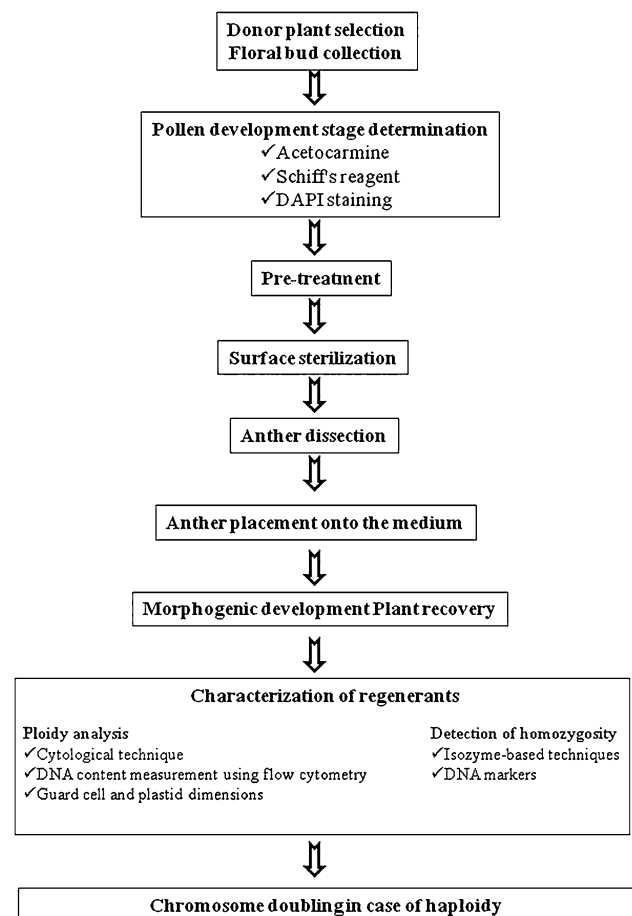 Donor plant selection
Floral bud collection
Pollen development stage determination
✓Acetocarmine
✓Schiff's reagent
✓DAPI staining
Pre-treatment
Surface sterilization
Anther dissection
Anther placement onto the medium
Morphogenic development Plant recovery
Characterization of regenerants
Ploidy analysis
✓Cytological technique
✓DNA content measurement using flow cytometry
✓Guard cell and plastid dimensions
Detection of homozygosity
✓Isozyme-based techniques
✓DNA markers
Chromosome doubling in case of haploidy